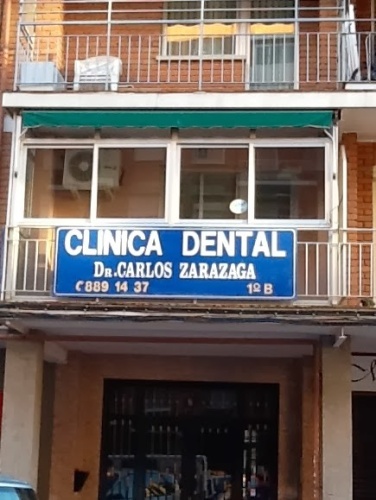 CLINICA DENTAL
DR. CARLOS ZARAZAGA
889 14 37 1º B